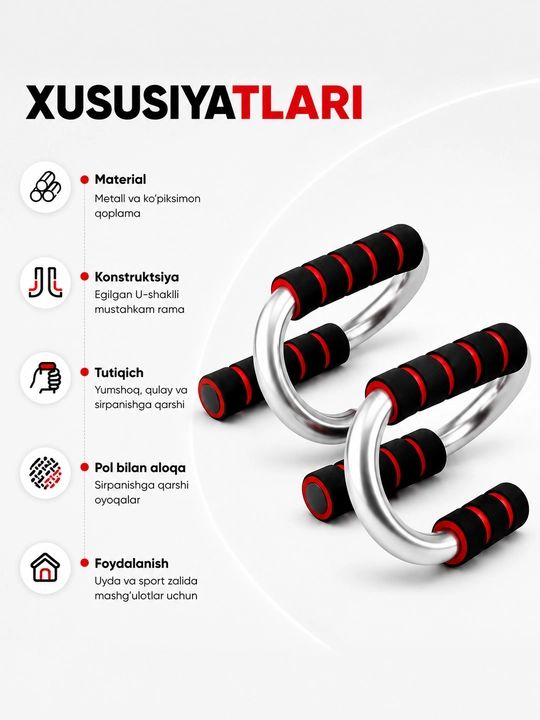 XUSUSIYATLARI
Material
Metall va ko'piksimon
qoplama
Konstruktsiya
Egilgan U-shaklli
mustahkam rama
Tutiqich
Yumshoq, qulay va
sirpanishga qarshi
Pol bilan aloqa
Sirpanishga qarshi
oyoqalar
Foydalanish
Uyda va sport zalida
mashg'ulotlar uchun